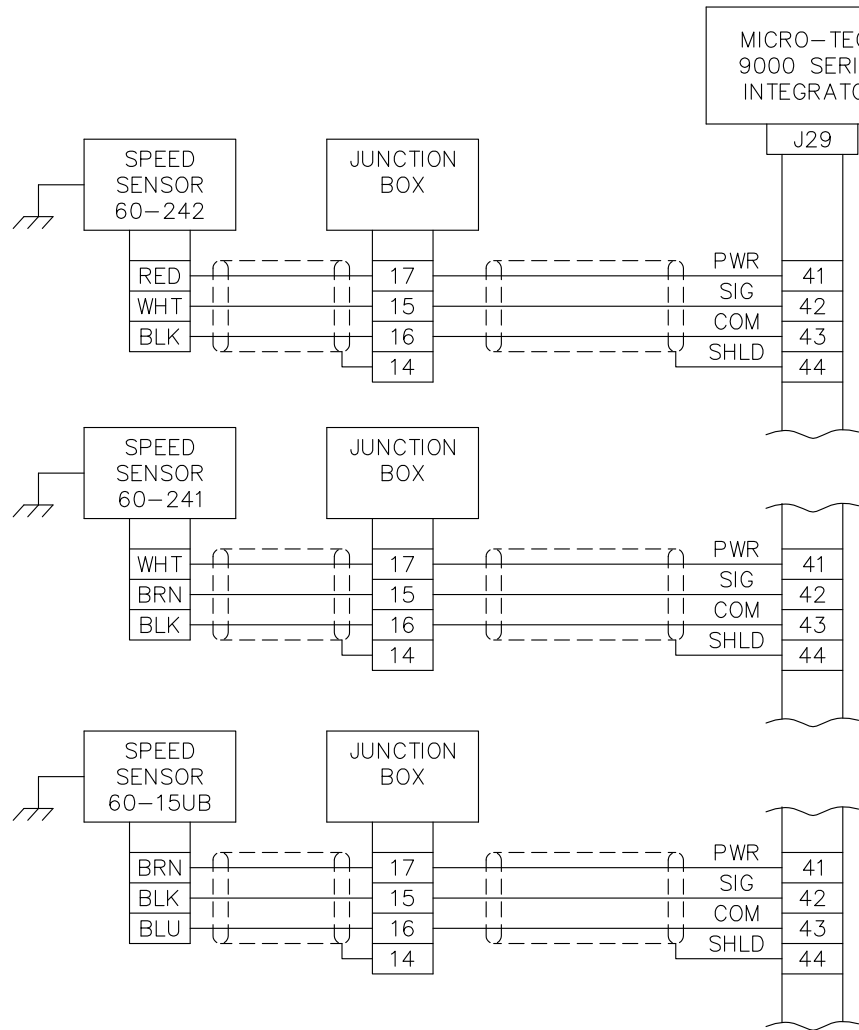 MICRO-TEC
9000 SERI
INTEGRATO
J29
SPEED
SENSOR
60-242
JUNCTION
BOX
RED
WHT
BLK
17
15
16
14
PWR
SIG
COM
SHLD
41
42
43
44
SPEED
SENSOR
60-241
JUNCTION
BOX
WHT
BRN
BLK
17
15
16
14
PWR
SIG
COM
SHLD
41
42
43
44
SPEED
SENSOR
60-15UB
JUNCTION
BOX
BRN
BLK
BLU
17
15
16
14
PWR
SIG
COM
SHLD
41
42
43
44